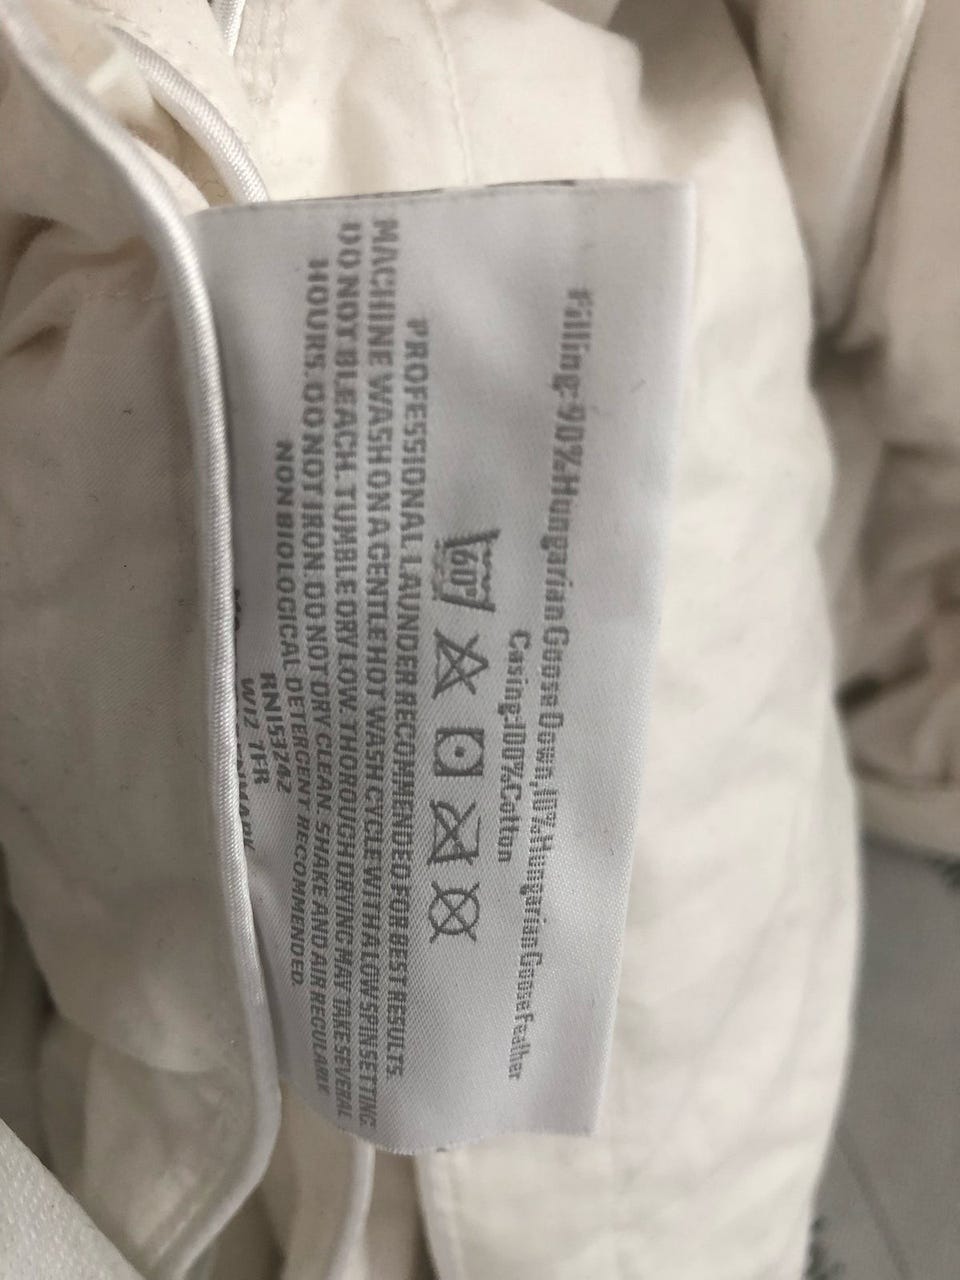 Filling:90%Hungarian Goose Down,10%Hungarian Goose Feather
Casing:100%Cotton
60°
PROFESSIONAL LAUNDER RECOMMENDED FOR BEST RESULTS.
MACHINE WASH ON A GENTLE HOT WASH CYCLE WITH A LOW SPIN SETTING.
DO NOT BLEACH. TUMBLE DRY LOW. THOROUGH DRYING MAY TAKE SEVERAL
HOURS. DO NOT IRON. DO NOT DRY CLEAN. SHAKE AND AIR REGULARLY.
NON BIOLOGICAL DETERGENT RECOMMENDED.
RN15324Z
W12 7FR